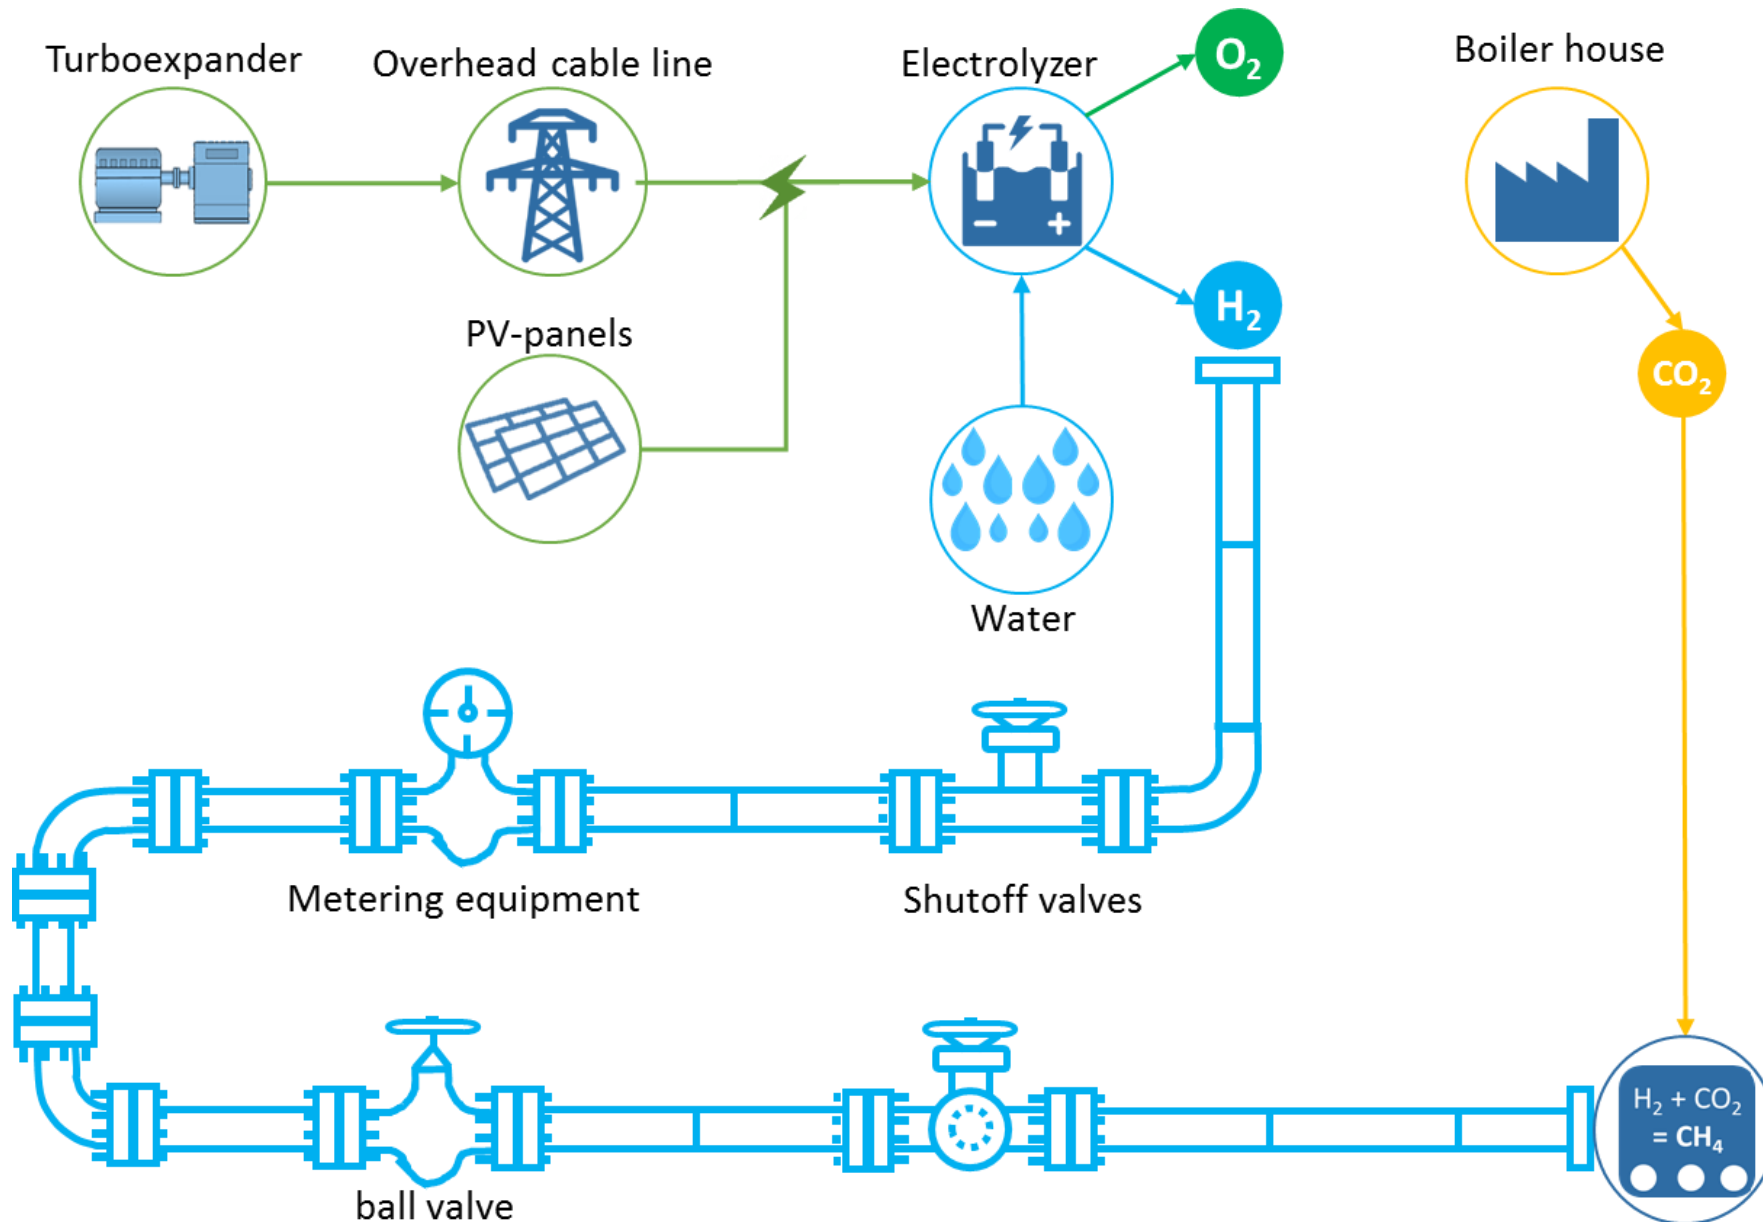 Turboexpander
Overhead cable line
Electrolyzer
O₂
Boiler house
H₂
PV-panels
CO₂
Water
Metering equipment
Shutoff valves
H₂ + CO₂
= CH₄
ball valve